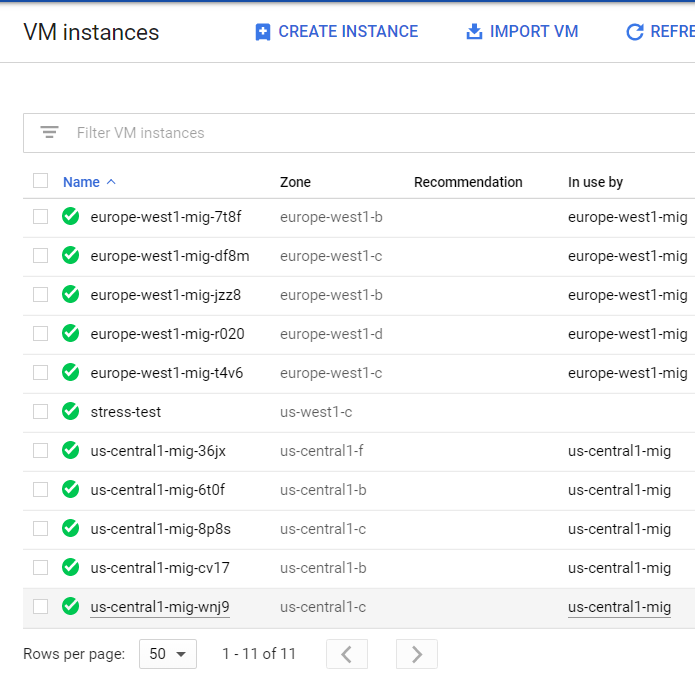 VM instances CREATE INSTANCE IMPORT VM REFRE
Filter VM instances
Name Zone Recommendation In use by
europe-west1-mig-7t8f europe-west1-b europe-west1-mig
europe-west1-mig-df8m europe-west1-c europe-west1-mig
europe-west1-mig-jzz8 europe-west1-b europe-west1-mig
europe-west1-mig-r020 europe-west1-d europe-west1-mig
europe-west1-mig-t4v6 europe-west1-c europe-west1-mig
stress-test us-west1-c
us-central1-mig-36jx us-central1-f us-central1-mig
us-central1-mig-6t0f us-central1-b us-central1-mig
us-central1-mig-8p8s us-central1-c us-central1-mig
us-central1-mig-cv17 us-central1-b us-central1-mig
us-central1-mig-wnj9 us-central1-c us-central1-mig
Rows per page: 50 1 - 11 of 11